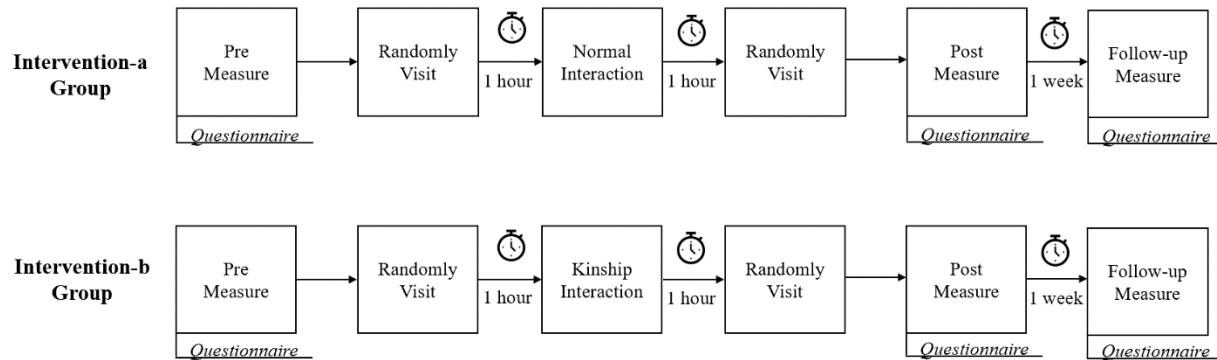 Intervention-a
Group
Pre
Measure
Questionnaire
Randomly
Visit
1 hour
Normal
Interaction
1 hour
Randomly
Visit
Post
Measure
Questionnaire
1 week
Follow-up
Measure
Questionnaire
Intervention-b
Group
Pre
Measure
Questionnaire
Randomly
Visit
1 hour
Kinship
Interaction
1 hour
Randomly
Visit
Post
Measure
Questionnaire
1 week
Follow-up
Measure
Questionnaire